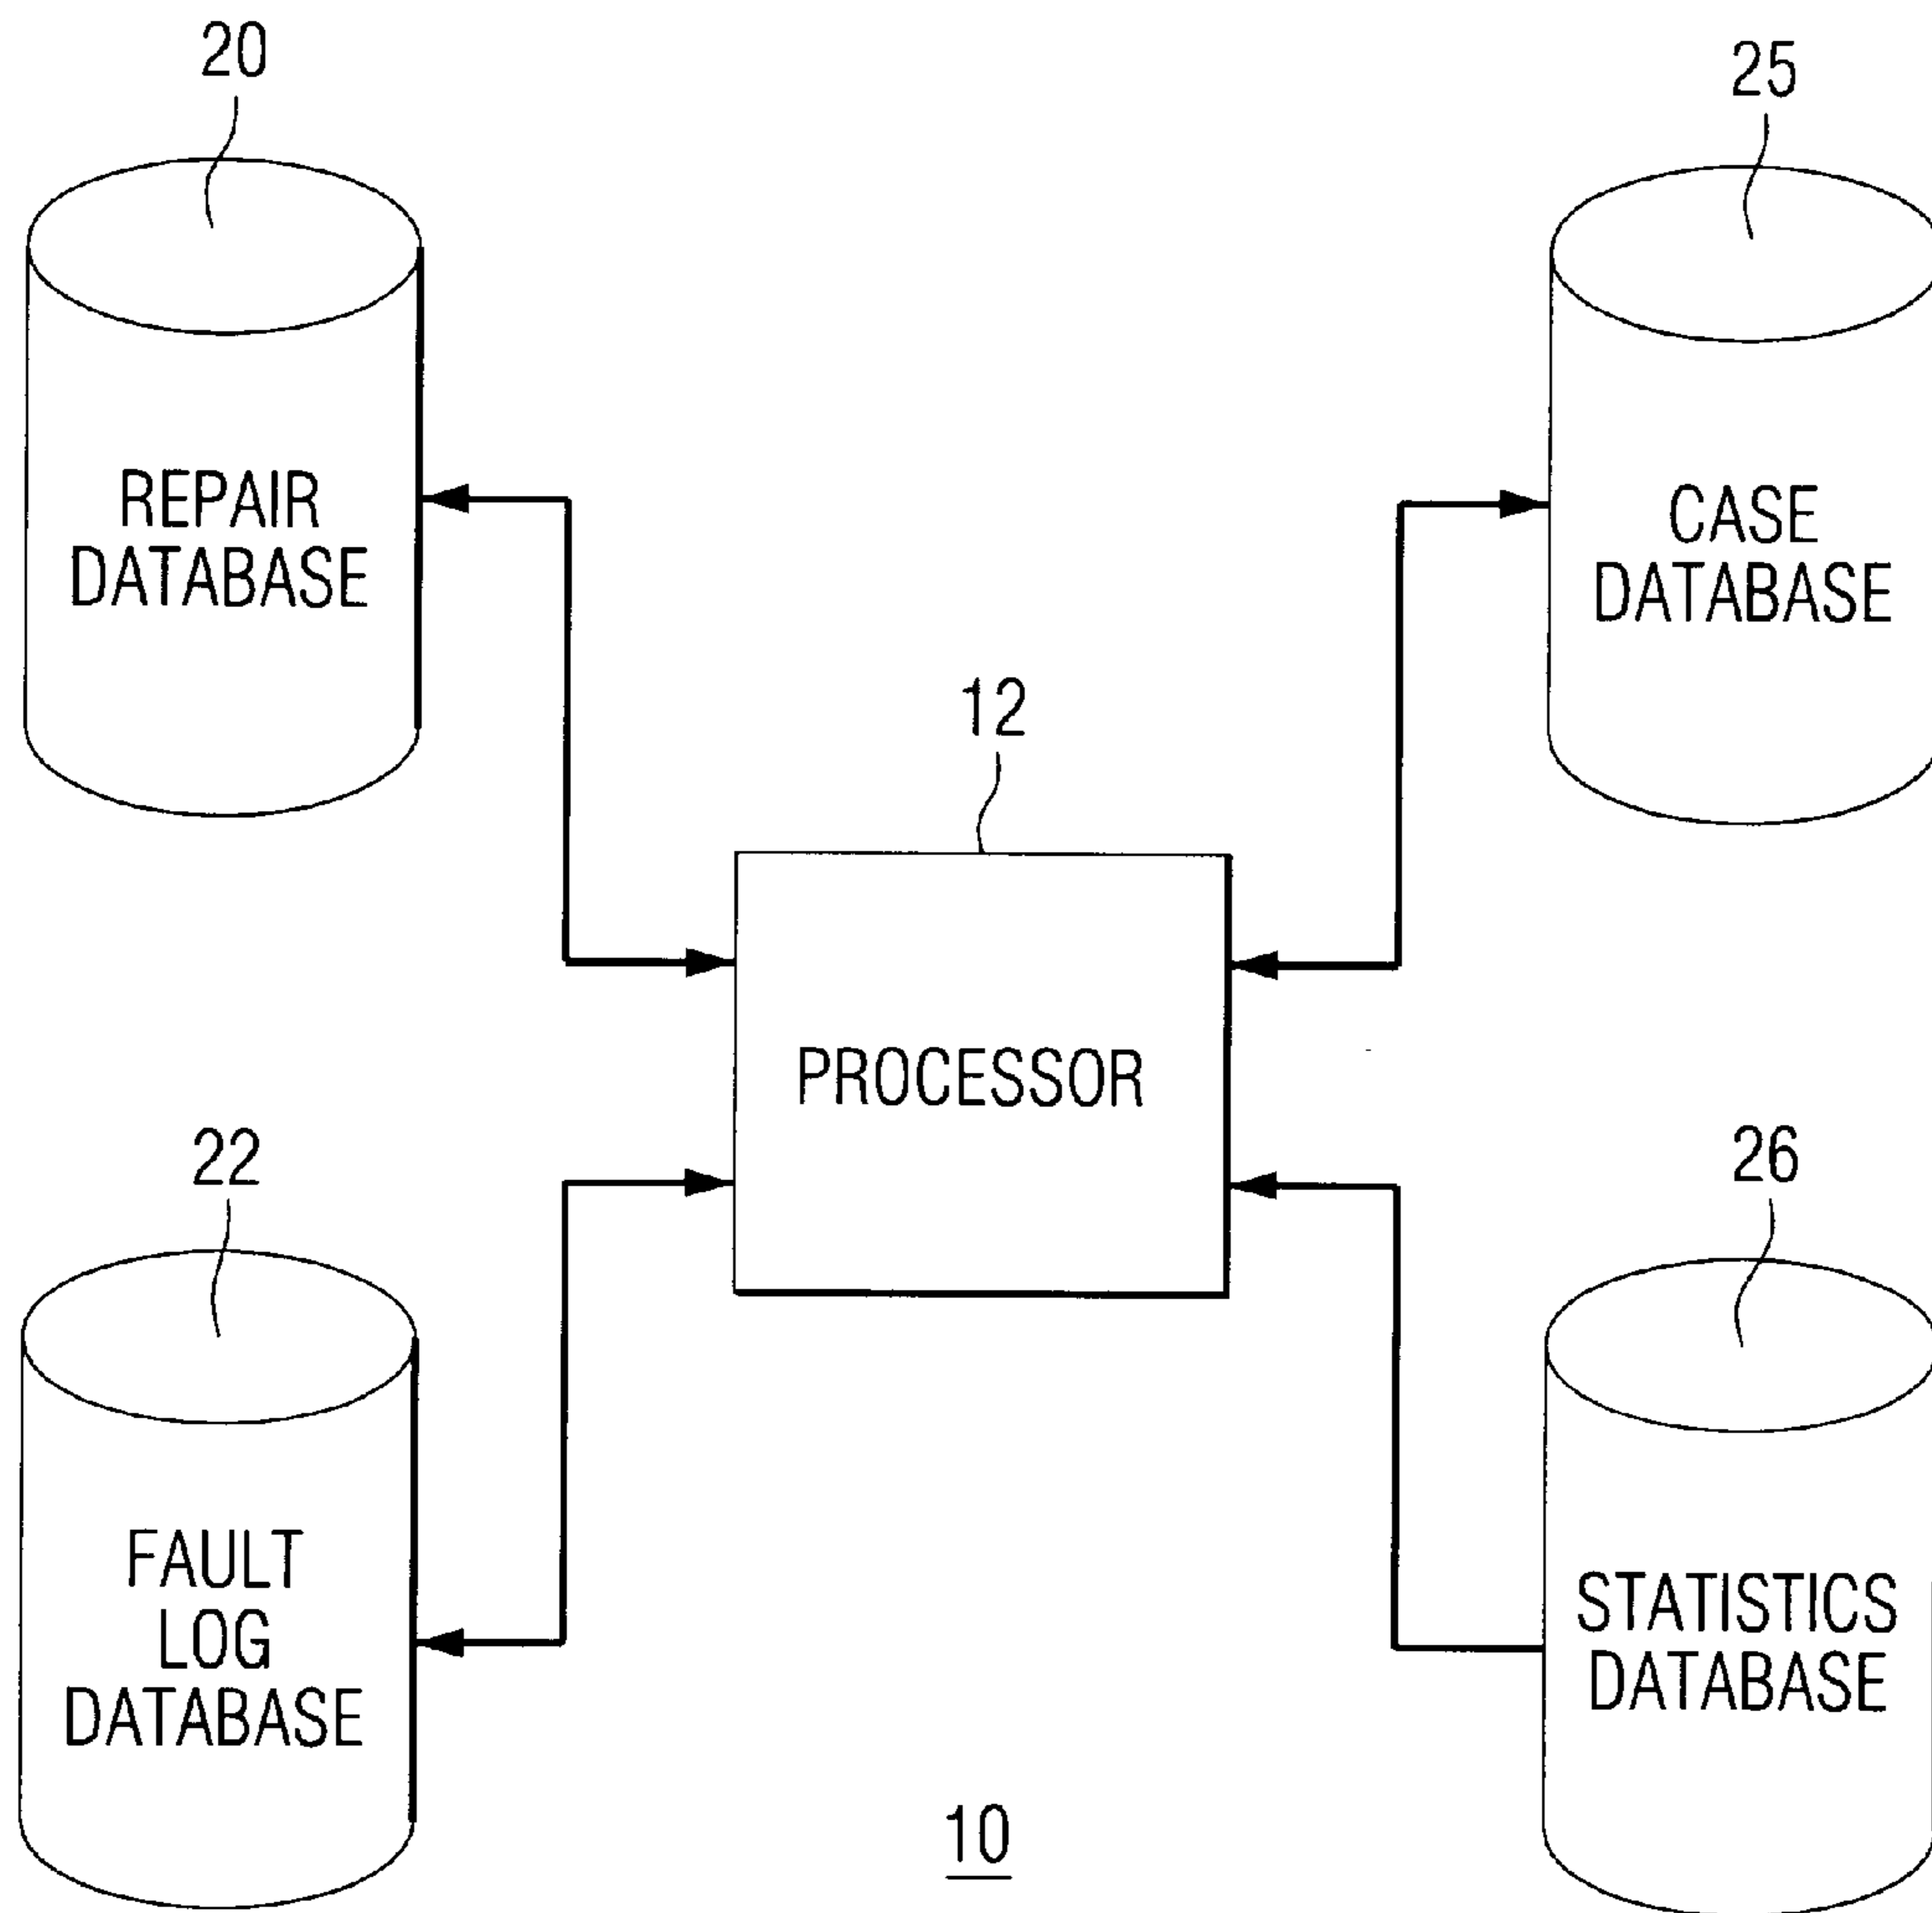 20
25
REPAIR
DATABASE
CASE
DATABASE
12
PROCESSOR
22
26
FAULT
LOG
DATABASE
STATISTICS
DATABASE
10